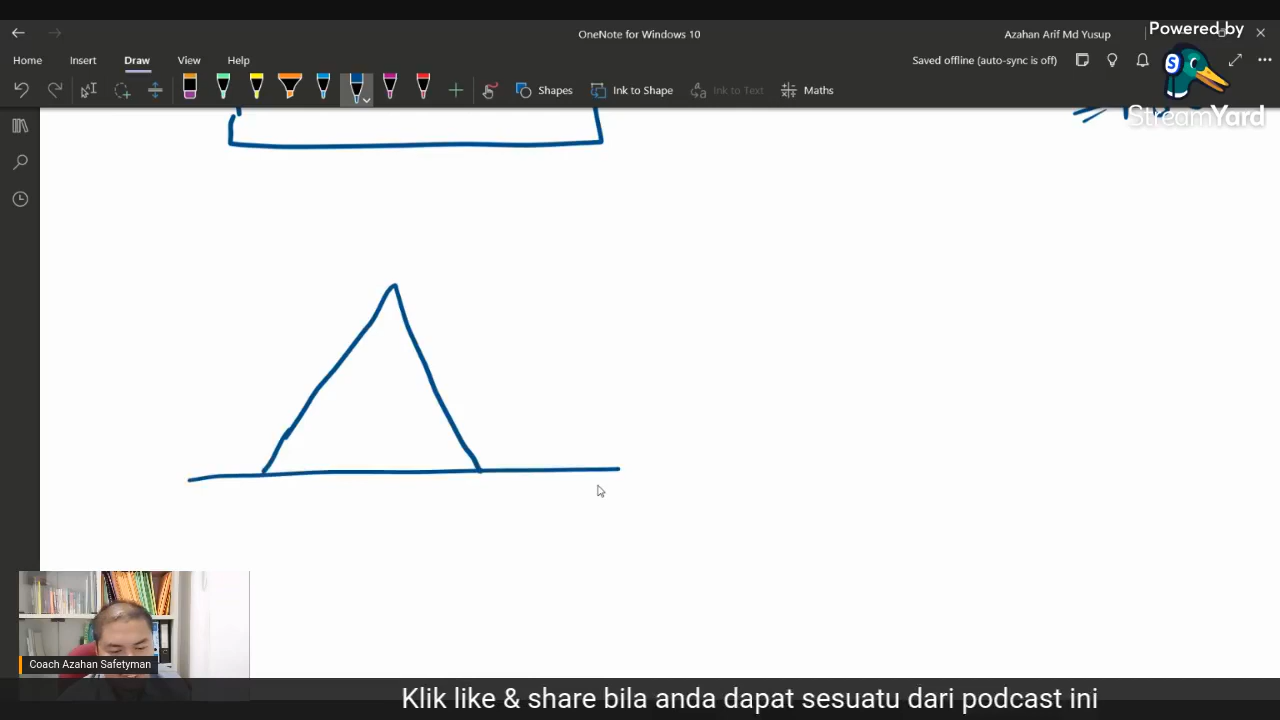 OneNote for Windows 10
Azahan Arif Md Yusup
Powered by
Home Insert Draw View Help
Saved offline (auto-sync is off)
Shapes Ink to Shape Ink to Text Maths
S
StreamYard
Coach Azahan Safetyman
Klik like & share bila anda dapat sesuatu dari podcast ini